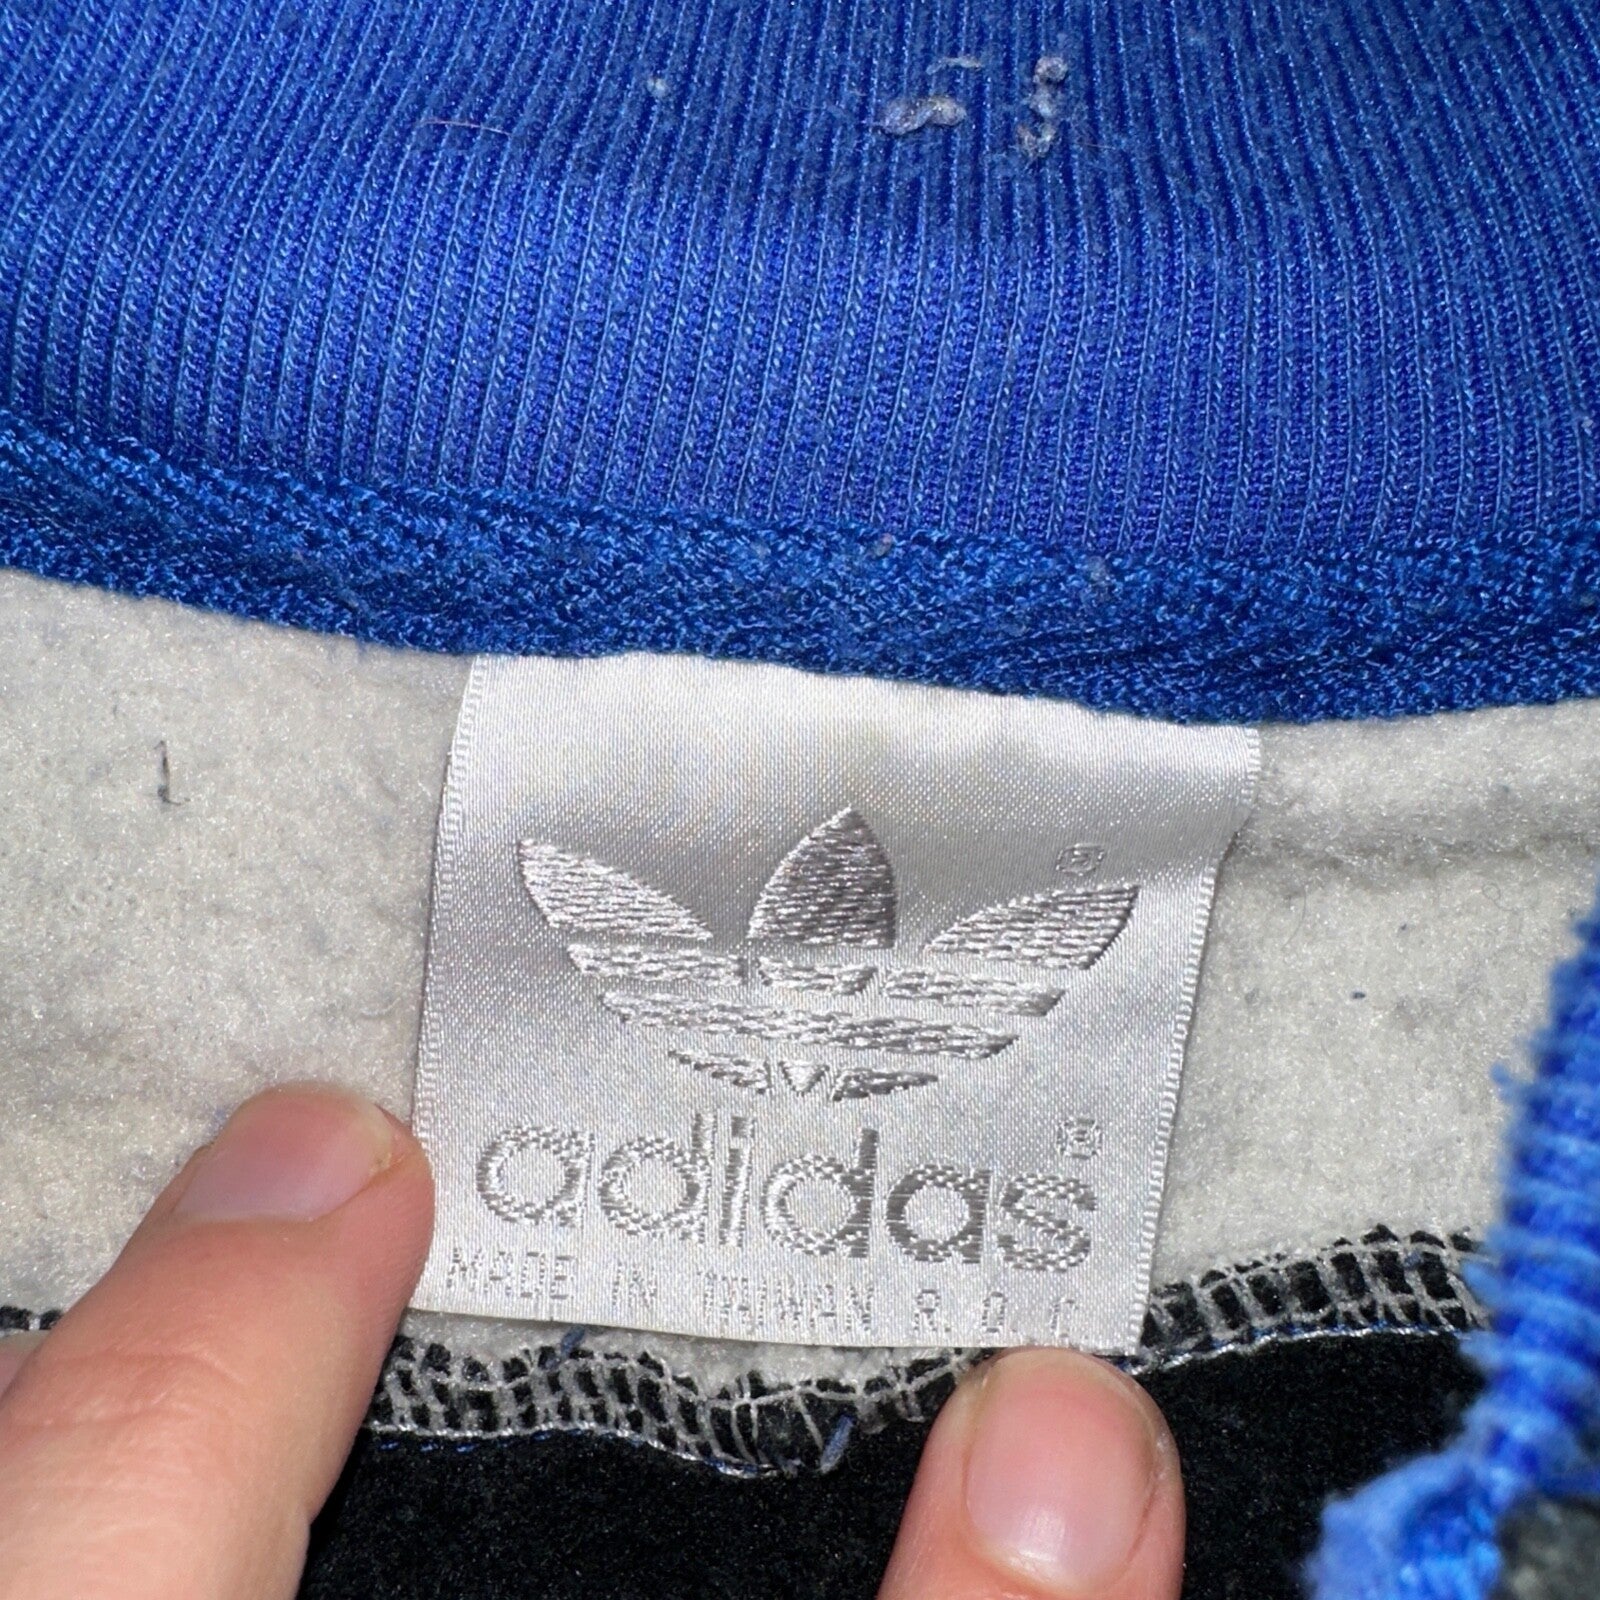 ®
adidas®
MADE IN TAIWAN R.O.C.